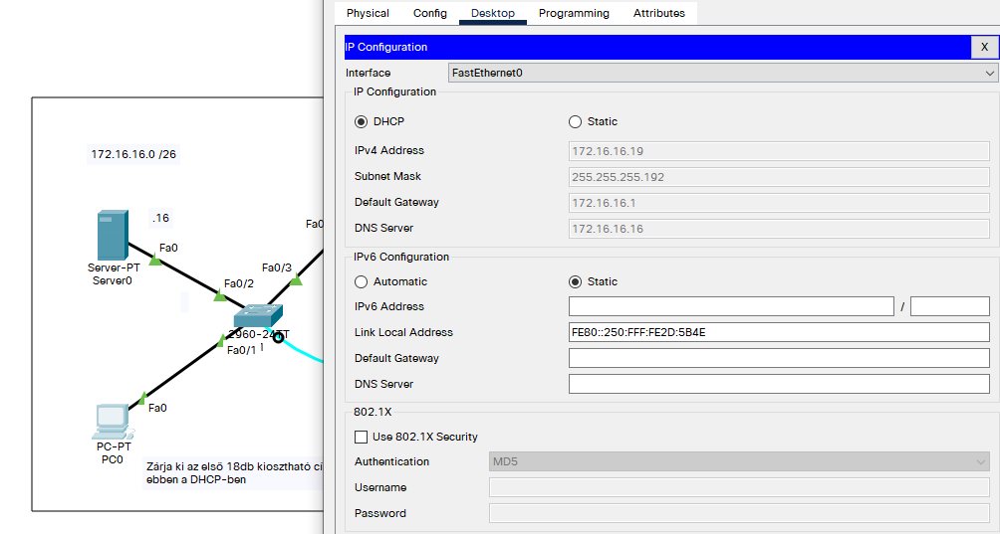 Physical Config Desktop Programming Attributes
IP Configuration X
Interface FastEthernet0
IP Configuration
DHCP Static
IPv4 Address 172.16.16.19
Subnet Mask 255.255.255.192
Default Gateway 172.16.16.1
DNS Server 172.16.16.16
IPv6 Configuration
Automatic Static
IPv6 Address /
Link Local Address FE80::250:FFF:FE2D:5B4E
Default Gateway
DNS Server
802.1X
Use 802.1X Security
Authentication MD5
Username
Password
172.16.16.0 /26
.16
Fa0
Server-PT
Server0
Fa0/2
Fa0/3
Fa0
2960-24TT
Fa0/1
Fa0
PC-PT
PC0
Zárja ki az első 18db kiosztható
ebben a DHCP-ben